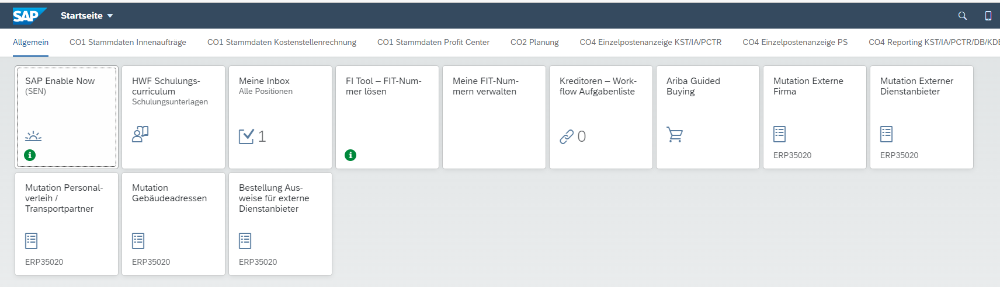 SAP Startseite
Allgemein CO1 Stammdaten Innenaufträge CO1 Stammdaten Kostenstellenrechnung CO1 Stammdaten Profit Center CO2 Planung CO4 Einzelpostenanzeige KST/IA/PCTR CO4 Einzelpostenanzeige PS CO4 Reporting KST/IA/PCTR/DB/KDE
SAP Enable Now
(SEN)
HWF Schulungs-
curriculum
Schulungsunterlagen
Meine Inbox
Alle Positionen
1
FI Tool – FIT-Num-
mer lösen
Meine FIT-Num-
mern verwalten
Kreditoren – Work-
flow Aufgabenliste
0
Ariba Guided
Buying
Mutation Externe
Firma
ERP35020
Mutation Externer
Dienstanbieter
ERP35020
Mutation Personal-
verleih /
Transportpartner
ERP35020
Mutation
Gebäudeadressen
ERP35020
Bestellung Aus-
weise für externe
Dienstanbieter
ERP35020